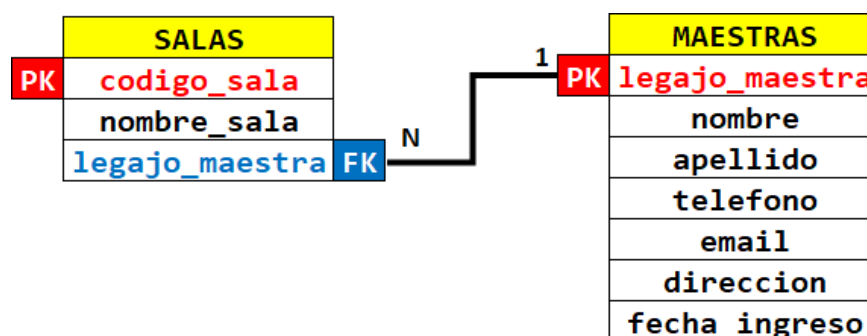 SALAS
PK codigo_sala
nombre_sala
legajo_maestra FK
N
1
MAESTRAS
PK legajo_maestra
nombre
apellido
telefono
email
direccion
fecha ingreso